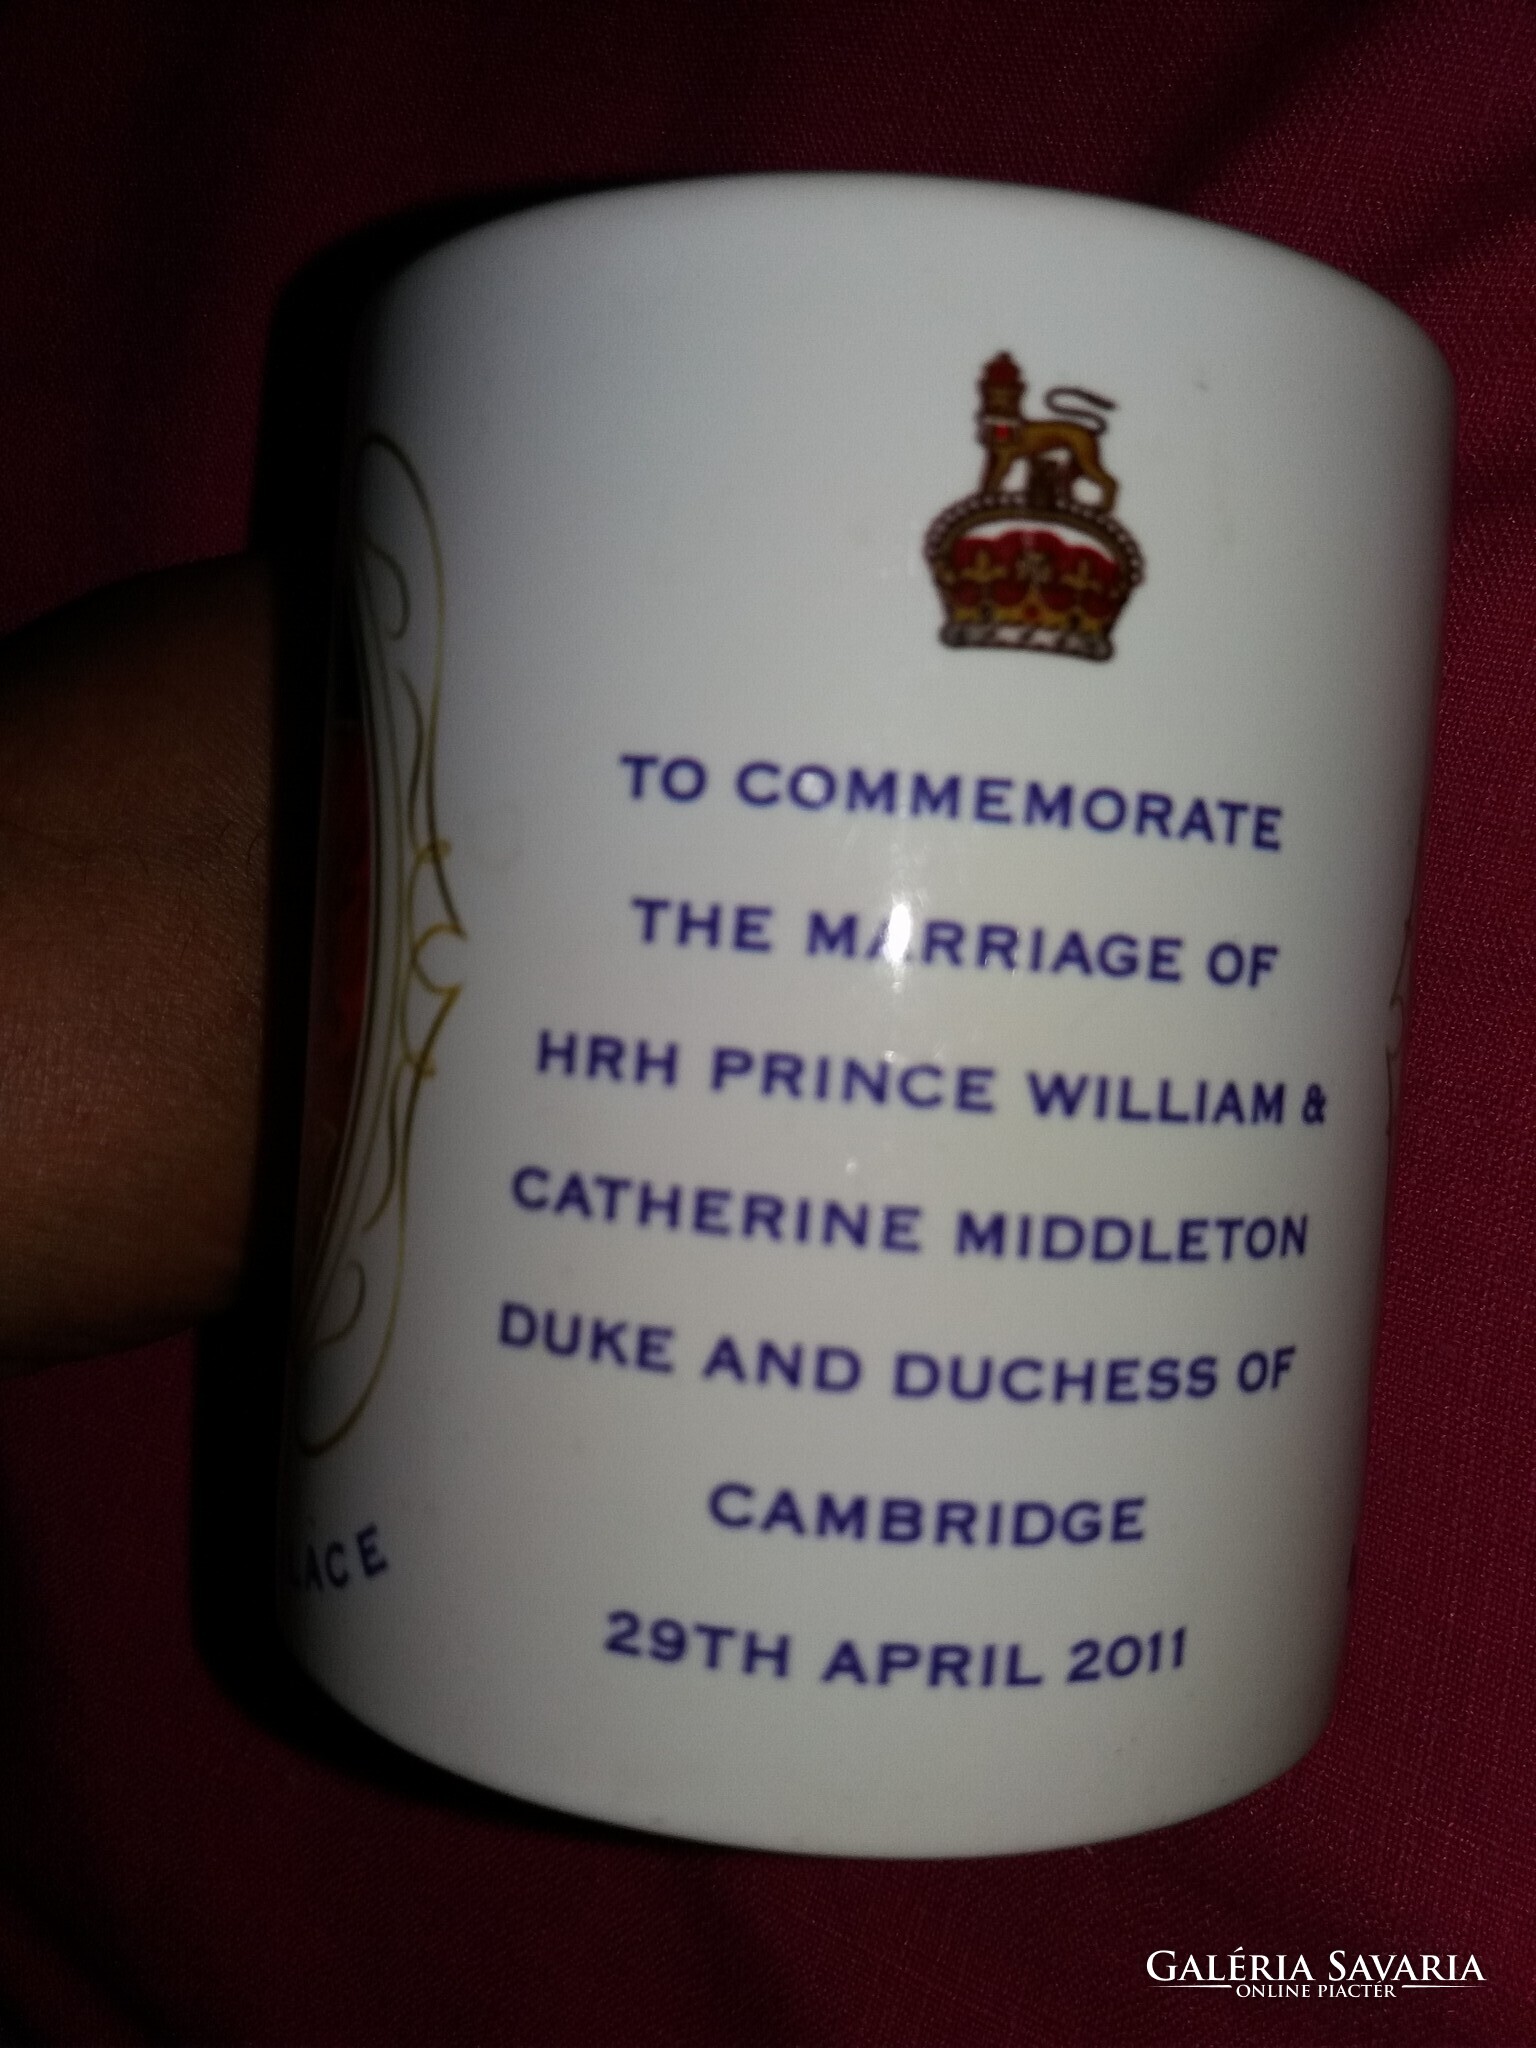 TO COMMEMORATE
THE MARRIAGE OF
HRH PRINCE WILLIAM &
CATHERINE MIDDLETON
DUKE AND DUCHESS OF
CAMBRIDGE
29TH APRIL 2011
GALÉRIA SAVARIA
ONLINE PIACTÉR